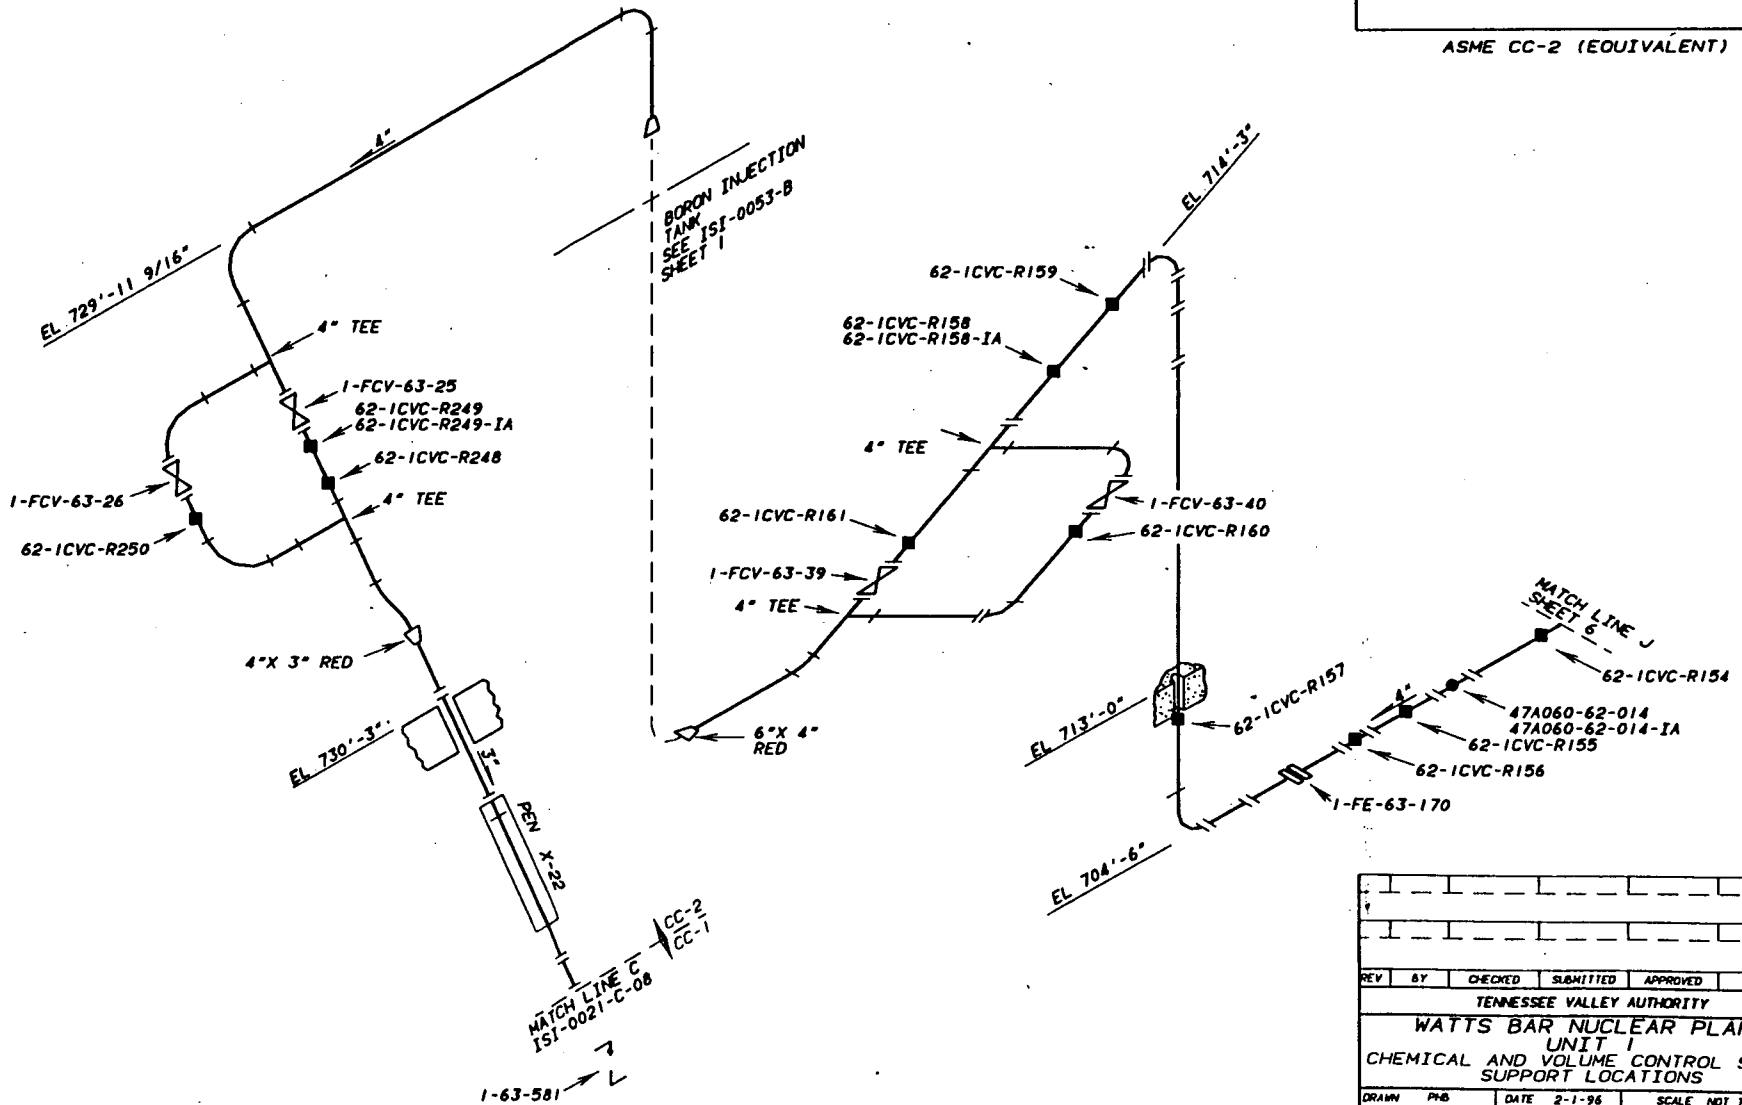 ASME CC-2 (EQUIVALENT)
4"
BORON INJECTION
TANK
SEE ISI-0053-B
SHEET 1
EL 714'-3"
EL 729'-11 9/16"
4" TEE
1-FCV-63-25
62-1CVC-R249
62-1CVC-R249-IA
62-1CVC-R248
4" TEE
1-FCV-63-26
62-1CVC-R250
4"X 3" RED
EL 730'-3"
3"
PEN X-22
CC-2
CC-1
MATCH LINE C
ISI-0021-C-08
1-63-581
62-1CVC-R159
62-1CVC-R158
62-1CVC-R158-IA
4" TEE
1-FCV-63-40
62-1CVC-R161
62-1CVC-R160
1-FCV-63-39
4" TEE
6"X 4"
RED
EL 713'-0"
62-1CVC-R157
MATCH LINE J
SHEET 6
62-1CVC-R154
4"
47A060-62-014
47A060-62-014-IA
62-1CVC-R155
62-1CVC-R156
1-FE-63-170
EL 704'-6"
REV BY CHECKED SUBMITTED APPROVED
TENNESSEE VALLEY AUTHORITY
WATTS BAR NUCLEAR PLA
UNIT 1
CHEMICAL AND VOLUME CONTROL S
SUPPORT LOCATIONS
DRAWN PHB DATE 2-1-96 SCALE NOT